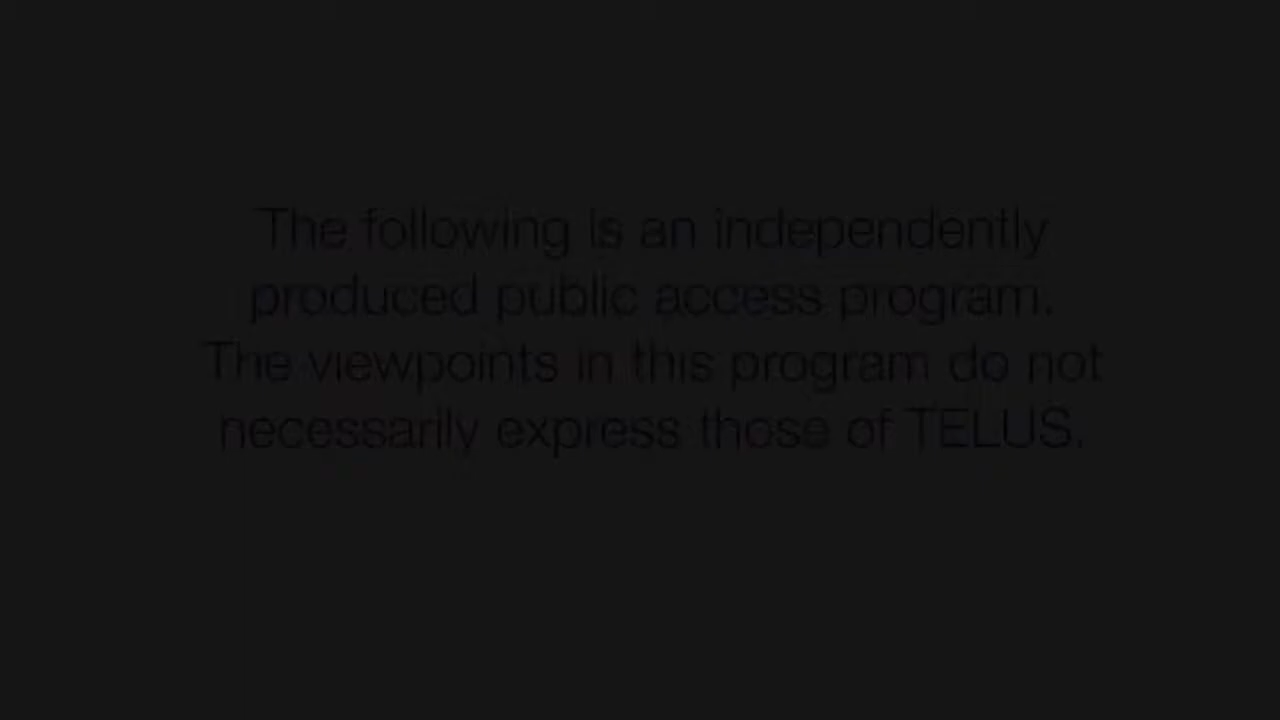 The following is an independently
produced public access program.
The viewpoints in this program do not
necessarily express those of TELUS.